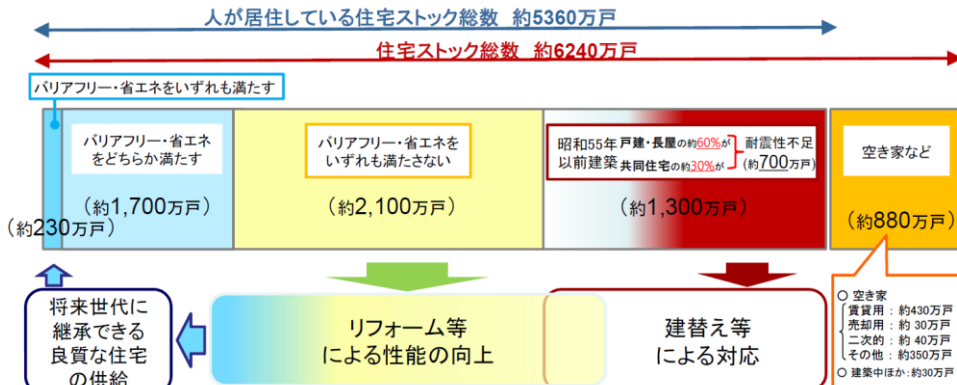 人が居住している住宅ストック総数 約5360万戸
住宅ストック総数 約6240万戸
バリアフリー・省エネをいずれも満たす
バリアフリー・省エネ
をどちらか満たす
バリアフリー・省エネを
いずれも満たさない
昭和55年
以前建築
戸建・長屋の約60%が
共同住宅の約30%が
耐震性不足
(約700万戸)
空き家など
(約230万戸)
(約1,700万戸)
(約2,100万戸)
(約1,300万戸)
(約880万戸)
将来世代に
継承できる
良質な住宅
の供給
リフォーム等
による性能の向上
建替え等
による対応
○ 空き家
賃貸用 : 約430万戸
売却用 : 約 30万戸
二次的 : 約 40万戸
その他 : 約350万戸
○ 建築中ほか: 約30万戸